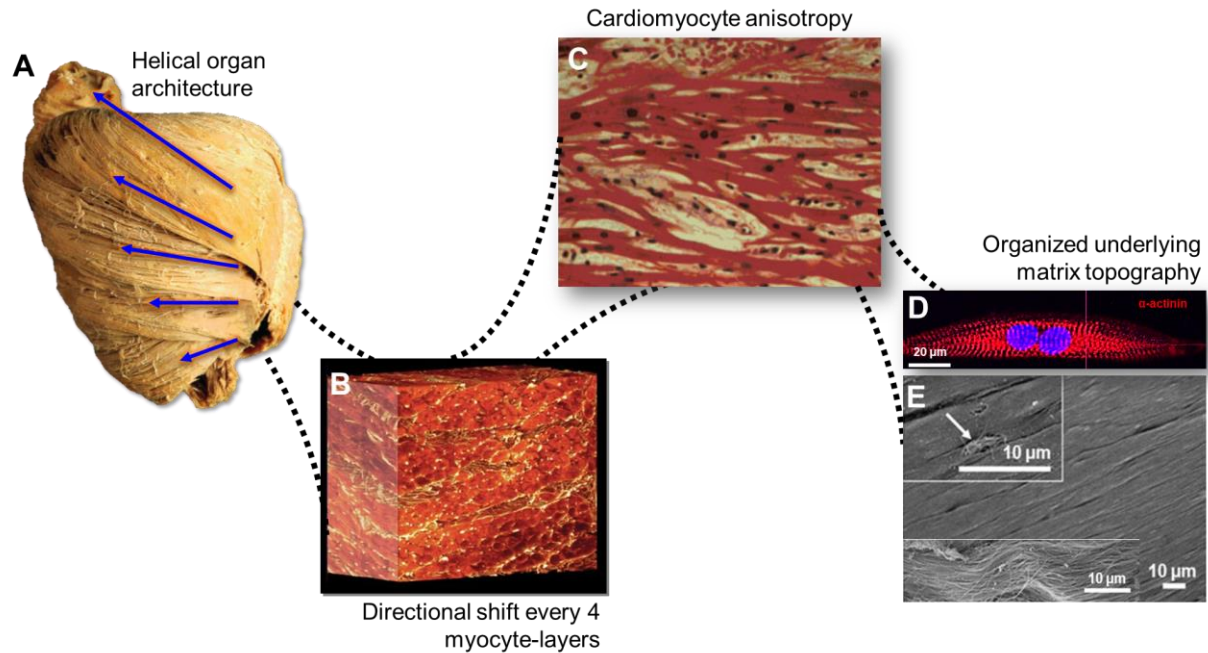 Cardiomyocyte anisotropy
A
Helical organ
architecture
C
Organized underlying
matrix topography
D
α-actinin
20 μm
B
E
10 μm
10 μm
10 μm
Directional shift every 4
myocyte-layers